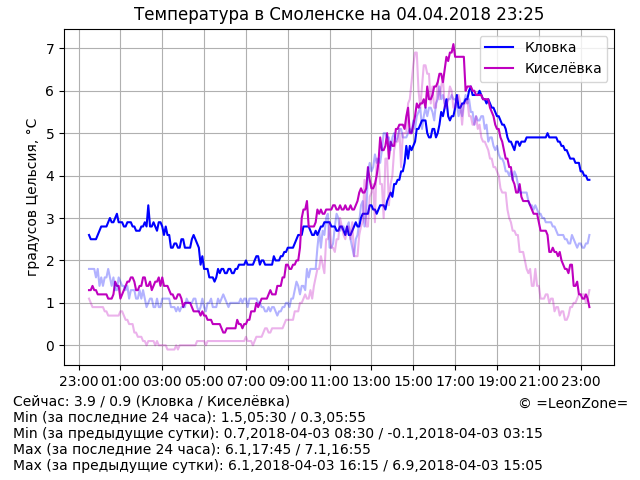 Температура в Смоленске на 04.04.2018 23:25
Кловка
Киселёвка
градусов Цельсия, °C
7
6
5
4
3
2
1
0
23:00 01:00 03:00 05:00 07:00 09:00 11:00 13:00 15:00 17:00 19:00 21:00 23:00
Сейчас: 3.9 / 0.9 (Кловка / Киселёвка)
© =LeonZone=
Min (за последние 24 часа): 1.5,05:30 / 0.3,05:55
Min (за предыдущие сутки): 0.7,2018-04-03 08:30 / -0.1,2018-04-03 03:15
Max (за последние 24 часа): 6.1,17:45 / 7.1,16:55
Max (за предыдущие сутки): 6.1,2018-04-03 16:15 / 6.9,2018-04-03 15:05